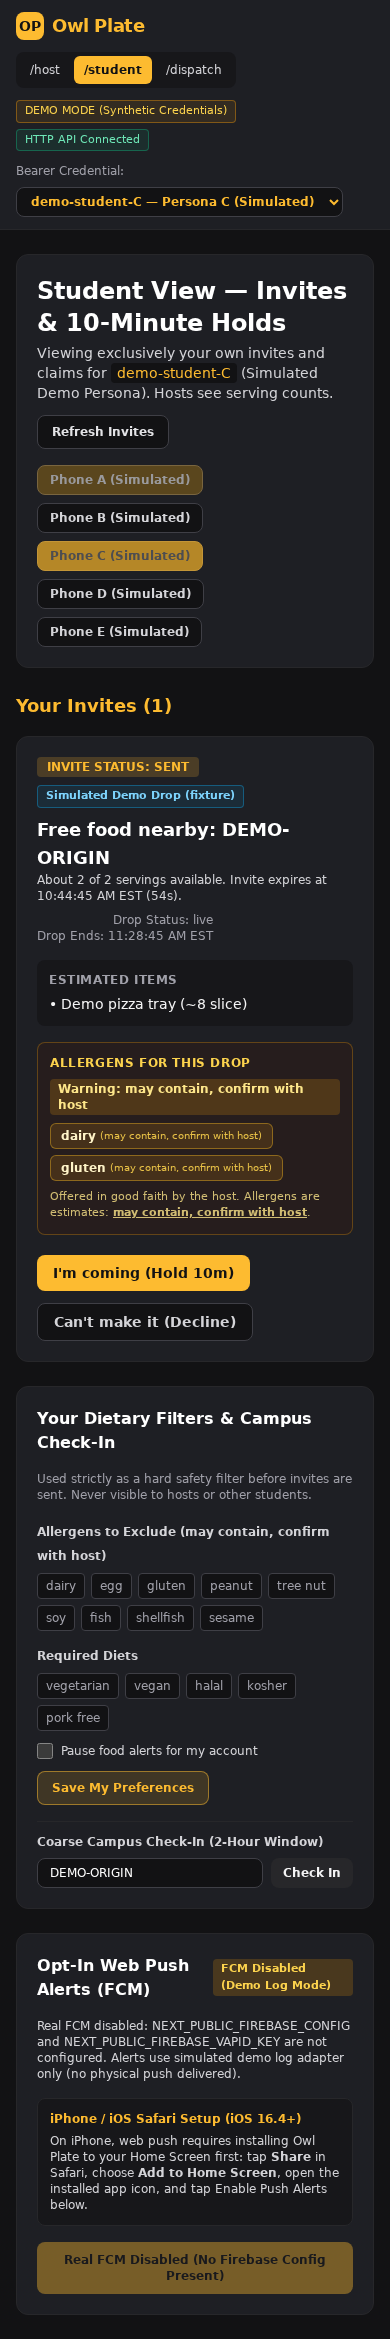 OP Owl Plate
/host /student /dispatch
DEMO MODE (Synthetic Credentials)
HTTP API Connected
Bearer Credential:
demo-student-C — Persona C (Simulated)
Student View — Invites
& 10-Minute Holds
Viewing exclusively your own invites and
claims for demo-student-C (Simulated
Demo Persona). Hosts see serving counts.
Refresh Invites
Phone A (Simulated)
Phone B (Simulated)
Phone C (Simulated)
Phone D (Simulated)
Phone E (Simulated)
Your Invites (1)
INVITE STATUS: SENT
Simulated Demo Drop (fixture)
Free food nearby: DEMO-
ORIGIN
About 2 of 2 servings available. Invite expires at
10:44:45 AM EST (54s).
Drop Status: live
Drop Ends: 11:28:45 AM EST
ESTIMATED ITEMS
• Demo pizza tray (~8 slice)
ALLERGENS FOR THIS DROP
Warning: may contain, confirm with
host
dairy (may contain, confirm with host)
gluten (may contain, confirm with host)
Offered in good faith by the host. Allergens are
estimates: may contain, confirm with host.
I'm coming (Hold 10m)
Can't make it (Decline)
Your Dietary Filters & Campus
Check-In
Used strictly as a hard safety filter before invites are
sent. Never visible to hosts or other students.
Allergens to Exclude (may contain, confirm
with host)
dairy egg gluten peanut tree nut
soy fish shellfish sesame
Required Diets
vegetarian vegan halal kosher
pork free
Pause food alerts for my account
Save My Preferences
Coarse Campus Check-In (2-Hour Window)
DEMO-ORIGIN Check In
Opt-In Web Push
Alerts (FCM)
FCM Disabled
(Demo Log Mode)
Real FCM disabled: NEXT_PUBLIC_FIREBASE_CONFIG
and NEXT_PUBLIC_FIREBASE_VAPID_KEY are not
configured. Alerts use simulated demo log adapter
only (no physical push delivered).
iPhone / iOS Safari Setup (iOS 16.4+)
On iPhone, web push requires installing Owl
Plate to your Home Screen first: tap Share in
Safari, choose Add to Home Screen, open the
installed app icon, and tap Enable Push Alerts
below.
Real FCM Disabled (No Firebase Config
Present)